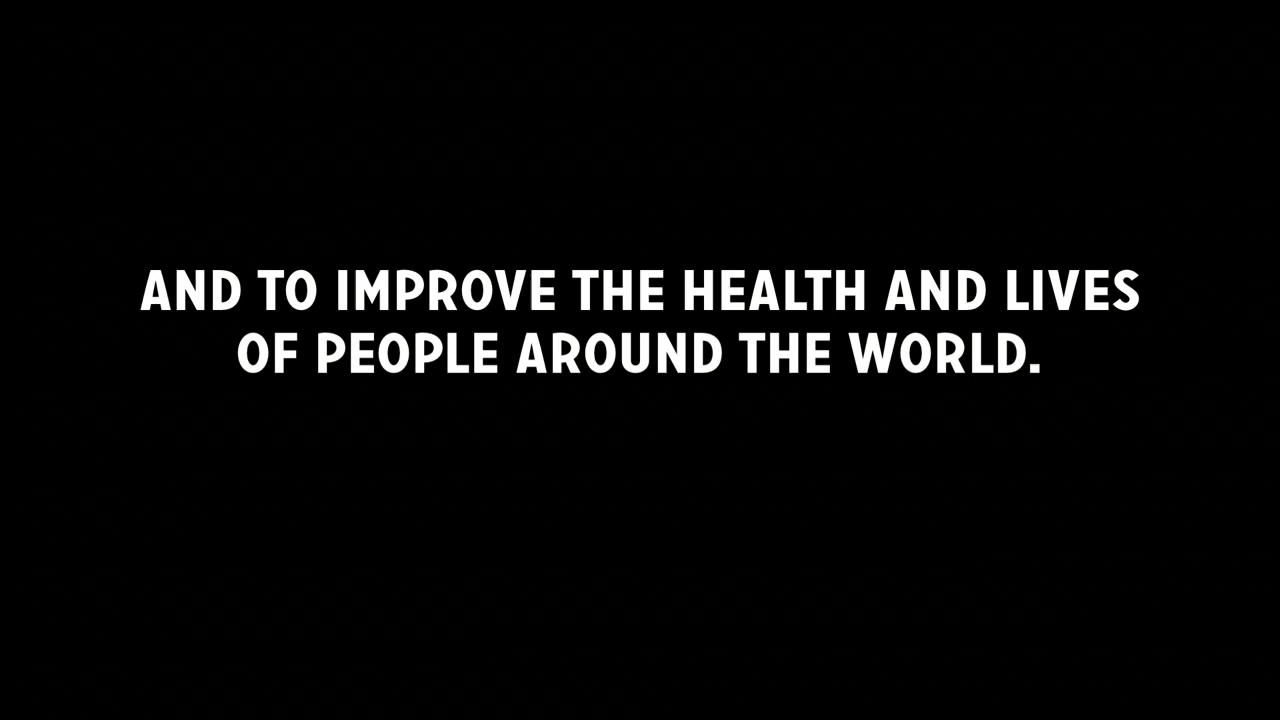 AND TO IMPROVE THE HEALTH AND LIVES
OF PEOPLE AROUND THE WORLD.